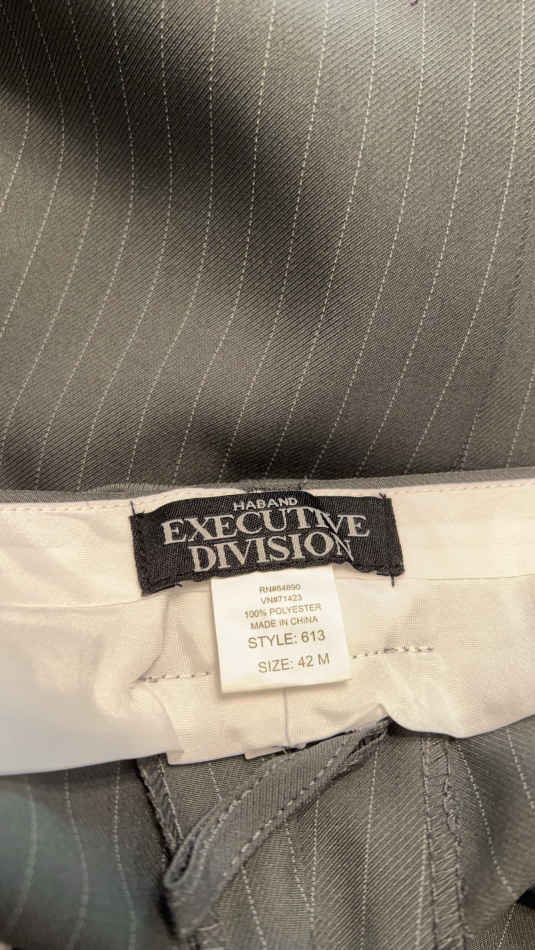 HABAND
EXECUTIVE
DIVISION
RN#64890
VN#71423
100% POLYESTER
MADE IN CHINA
STYLE: 613
SIZE: 42 M